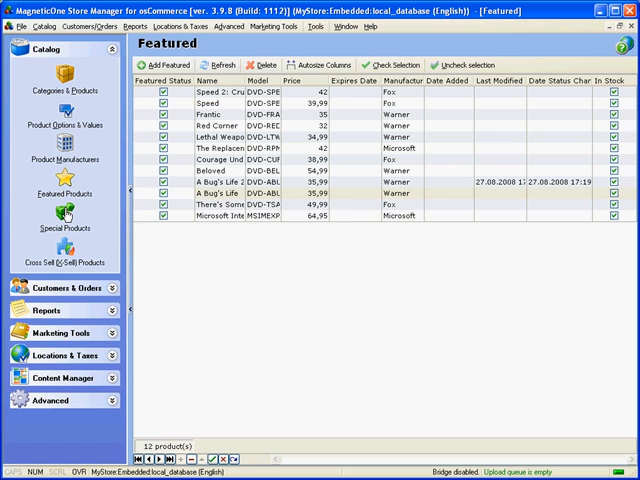 MagneticOne Store Manager for osCommerce [ver. 3.9.8 (Build: 1112)] (MyStore:Embedded:local_database (English)) - [Featured]
File Catalog Customers/Orders Reports Locations & Taxes Advanced Marketing Tools Tools Window Help
Catalog
Categories & Products
Product Options & Values
Product Manufacturers
Featured Products
Special Products
Cross Sell (X-Sell) Products
Customers & Orders
Reports
Marketing Tools
Locations & Taxes
Content Manager
Advanced
Featured
Add Featured Refresh Delete Autosize Columns Check Selection Uncheck selection
Featured Status Name Model Price Expires Date Manufactur Date Added Last Modified Date Status Char In Stock
Speed 2: Cru DVD-SPE 42 Fox
Speed DVD-SPE 39,99 Fox
Frantic DVD-FRA 35 Warner
Red Corner DVD-RED 32 Warner
Lethal Weapo DVD-LTW 34,99 Warner
The Replacen DVD-RPM 42 Microsoft
Courage Und DVD-CUF 38,99 Fox
Beloved DVD-BEL 54,99 Warner
A Bug's Life 2 DVD-ABU 35,99 Warner 27.08.2008 17 27.08.2008 17:19
A Bug's Life DVD-ABU 35,99 Warner
There's Some DVD-TSA 49,99 Fox
Microsoft Inte MSIMEXP 64,95 Microsoft
12 product(s)
CAPS NUM SCRL OVR MyStore:Embedded:local_database (English) Bridge disabled. Upload queue is empty